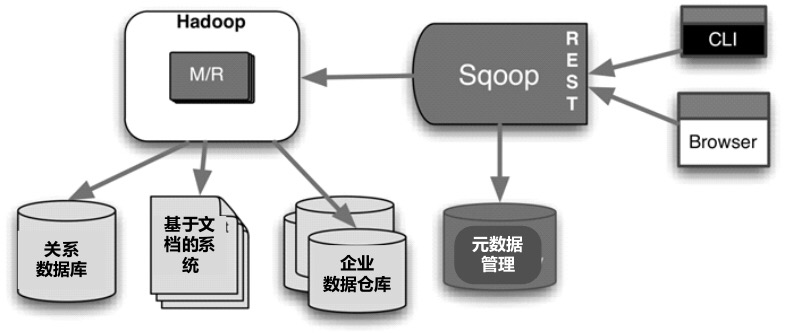 Hadoop
M/R
Sqoop
R
E
S
T
CLI
Browser
关系
数据库
基于文
档的系
统
企业
数据仓库
元数据
管理